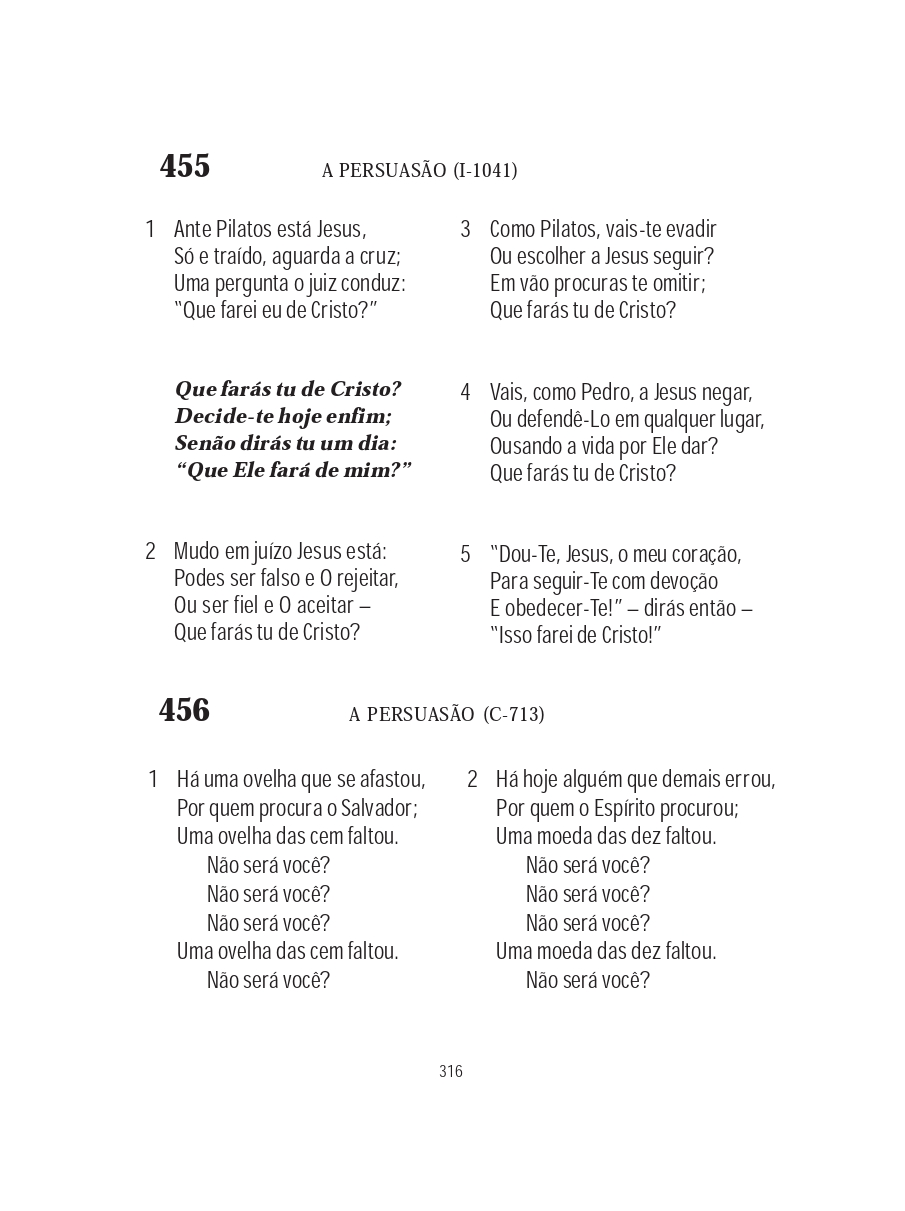 455
A PERSUASÃO (I-1041)
1 Ante Pilatos está Jesus,
Só e traído, aguarda a cruz;
Uma pergunta o juiz conduz:
“Que farei eu de Cristo?”
Que farás tu de Cristo?
Decide-te hoje enfim;
Senão dirás tu um dia:
“Que Ele fará de mim?”
2 Mudo em juízo Jesus está:
Podes ser falso e O rejeitar,
Ou ser fiel e O aceitar –
Que farás tu de Cristo?
3 Como Pilatos, vais-te evadir
Ou escolher a Jesus seguir?
Em vão procuras te omitir;
Que farás tu de Cristo?
4 Vais, como Pedro, a Jesus negar,
Ou defendê-Lo em qualquer lugar,
Ousando a vida por Ele dar?
Que farás tu de Cristo?
5 “Dou-Te, Jesus, o meu coração,
Para seguir-Te com devoção
E obedecer-Te!” – dirás então –
“Isso farei de Cristo!”
456
A PERSUASÃO (C-713)
1 Há uma ovelha que se afastou,
Por quem procura o Salvador;
Uma ovelha das cem faltou.
Não será você?
Não será você?
Não será você?
Uma ovelha das cem faltou.
Não será você?
2 Há hoje alguém que demais errou,
Por quem o Espírito procurou;
Uma moeda das dez faltou.
Não será você?
Não será você?
Não será você?
Uma moeda das dez faltou.
Não será você?
316